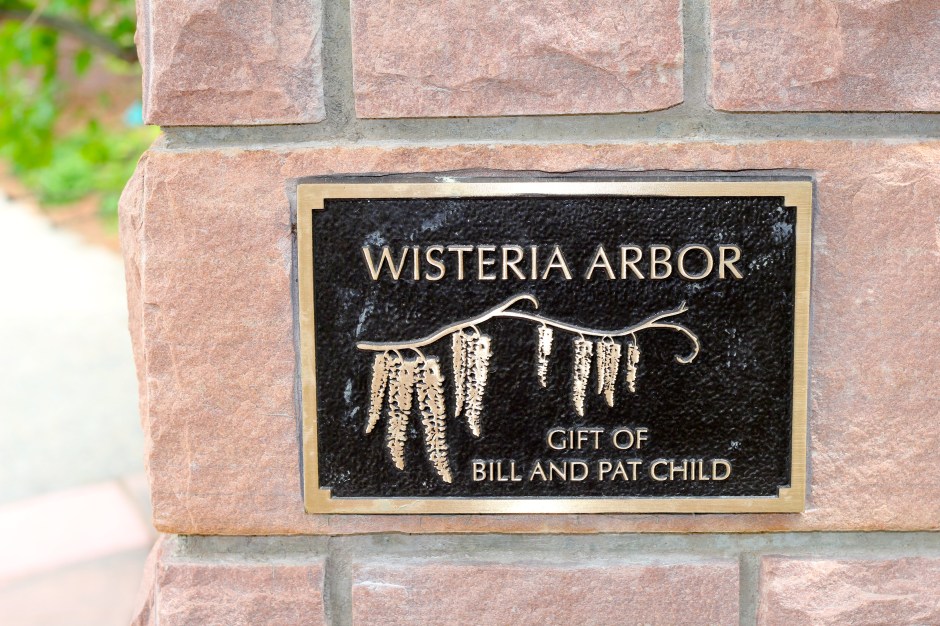 WISTERIA ARBOR
GIFT OF
BILL AND PAT CHILD